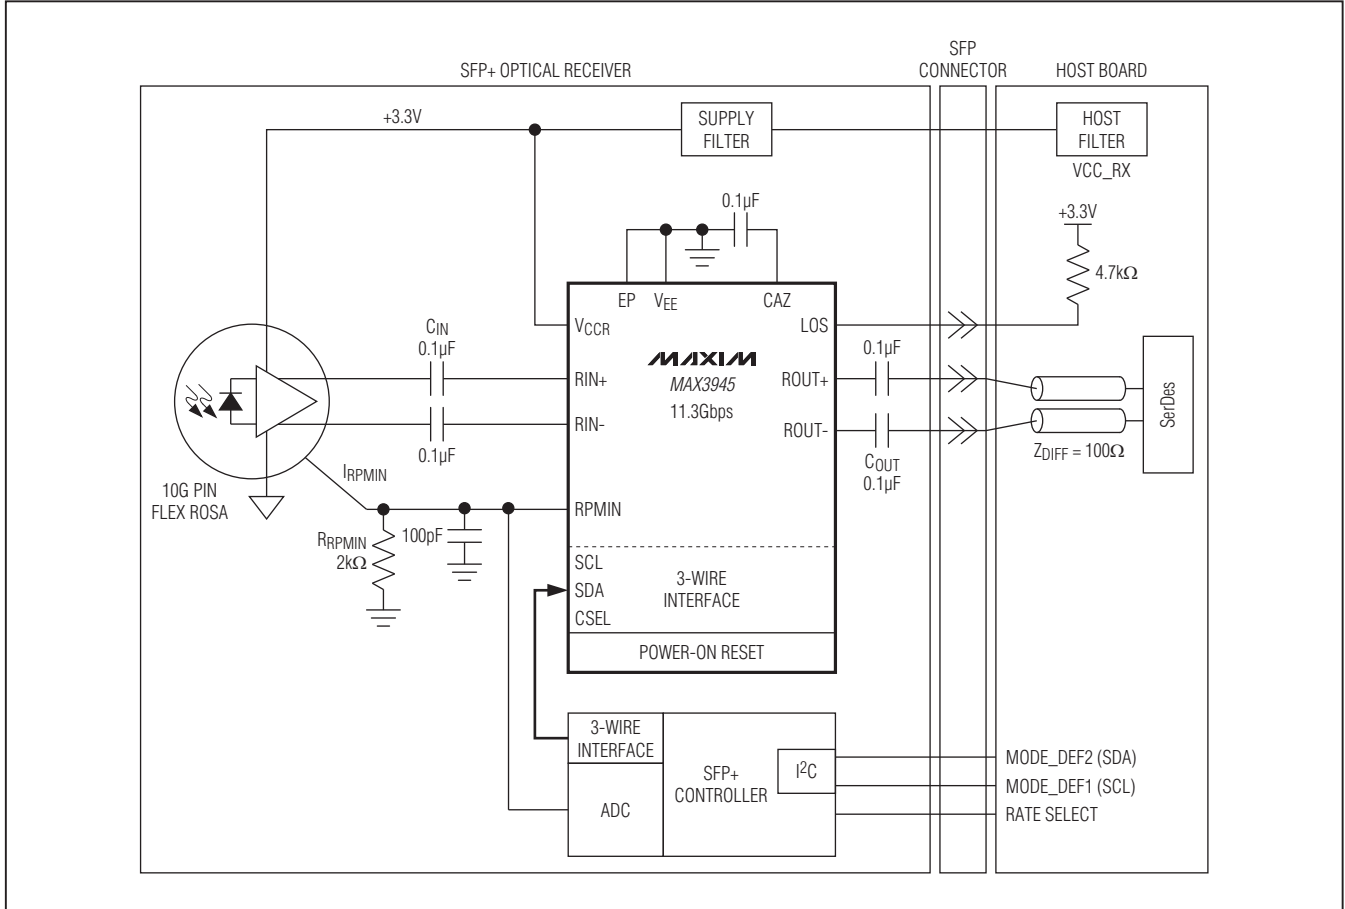 SFP+ OPTICAL RECEIVER
SFP
CONNECTOR
HOST BOARD
+3.3V
SUPPLY
FILTER
HOST
FILTER
VCC_RX
0.1µF
+3.3V
4.7kΩ
EP
VEE
CAZ
VCCR
LOS
CIN
0.1µF
MAXIM
MAX3945
11.3Gbps
RIN+
RIN-
0.1µF
ROUT+
ROUT-
0.1µF
COUT
0.1µF
ZDIFF = 100Ω
SerDes
10G PIN
FLEX ROSA
IRPMIN
RPMIN
RRPMIN
2kΩ
100pF
SCL
SDA
CSEL
3-WIRE
INTERFACE
POWER-ON RESET
3-WIRE
INTERFACE
ADC
SFP+
CONTROLLER
I2C
MODE_DEF2 (SDA)
MODE_DEF1 (SCL)
RATE SELECT